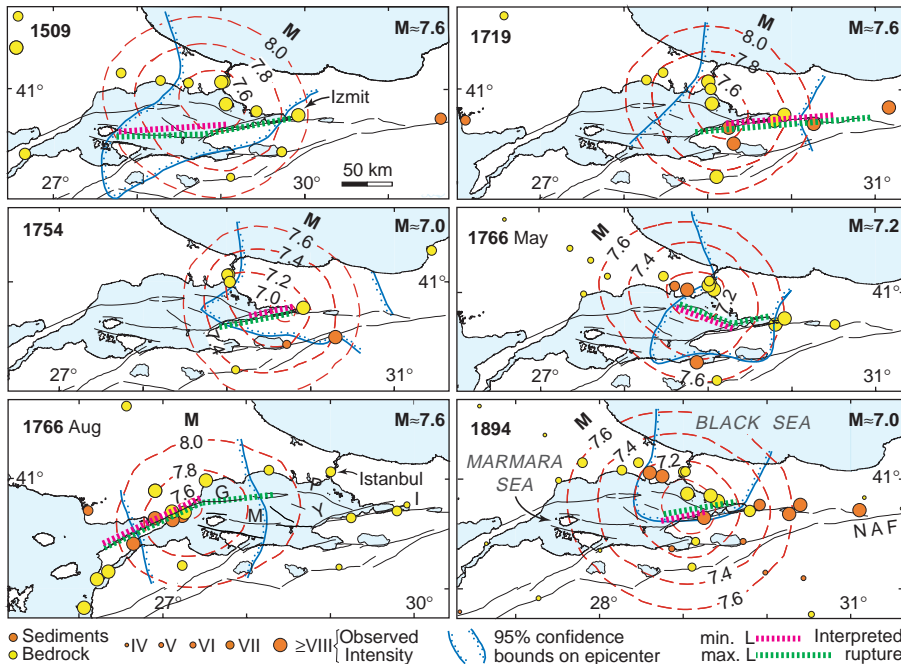 1509
M
8.0
7.8
7.6
M≈7.6
41°
Izmit
50 km
27°
30°
1719
M
8.0
7.8
7.6
M≈7.6
41°
27°
31°
1754
M
7.6
7.4
7.2
7.0
M≈7.0
41°
27°
31°
1766 May
M
7.6
7.4
7.2
7.6
M≈7.2
41°
27°
31°
1766 Aug
M
8.0
7.8
7.6
M≈7.6
41°
Istanbul
G
M
P
Y
I
27°
30°
1894
M
7.6
7.4
7.2
BLACK SEA
M≈7.0
MARMARA
SEA
41°
NAF
7.4
7.6
28°
31°
Sediments
Bedrock
IV V VI VII ≥VIII
Observed
Intensity
95% confidence
bounds on epicenter
min. L
max. L
Interpreted
rupture